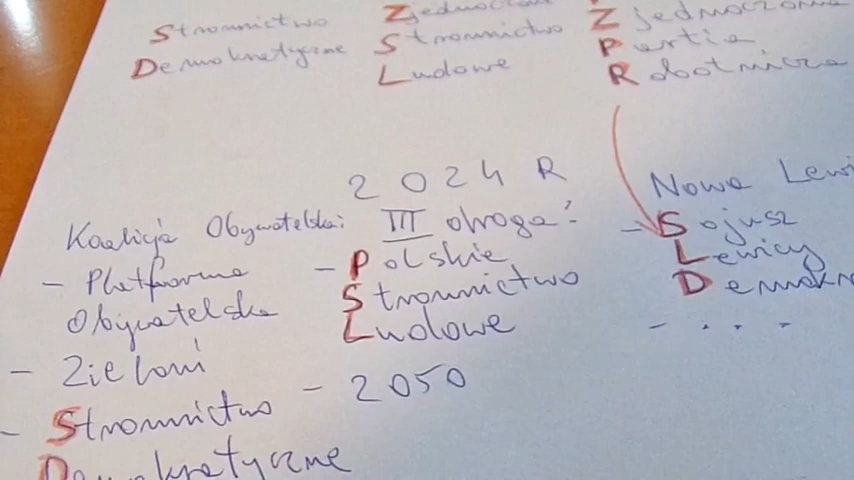 Stronnictwo
Demokratyczne
Zjednoczone
Stronnictwo
Ludowe
Zjednoczona
Partia
Robotnicza
2024 R
Koalicja Obywatelska:
- Platforma
Obywatelska
- Zieloni
- Stronnictwo
Demokratyczne
III droga:
- Polskie
Stronnictwo
Ludowe
- 2050
Nowa Lewi
- Sojusz
Lewicy
Demokra
- . . -